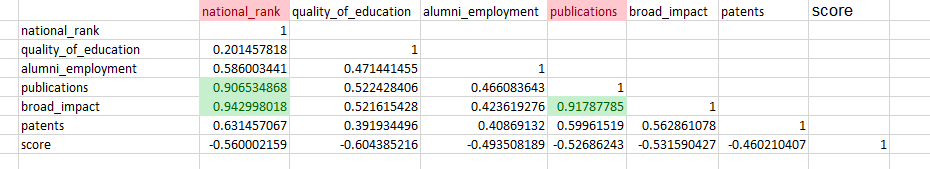 national_rank quality_of_education alumni_employment publications broad_impact patents score
national_rank 1
quality_of_education 0.201457818 1
alumni_employment 0.586003441 0.471441455 1
publications 0.906534868 0.522428406 0.466083643 1
broad_impact 0.942998018 0.521615428 0.423619276 0.91787785 1
patents 0.631457067 0.391934496 0.40869132 0.59961519 0.562861078 1
score -0.560002159 -0.604385216 -0.493508189 -0.52686243 -0.531590427 -0.460210407 1